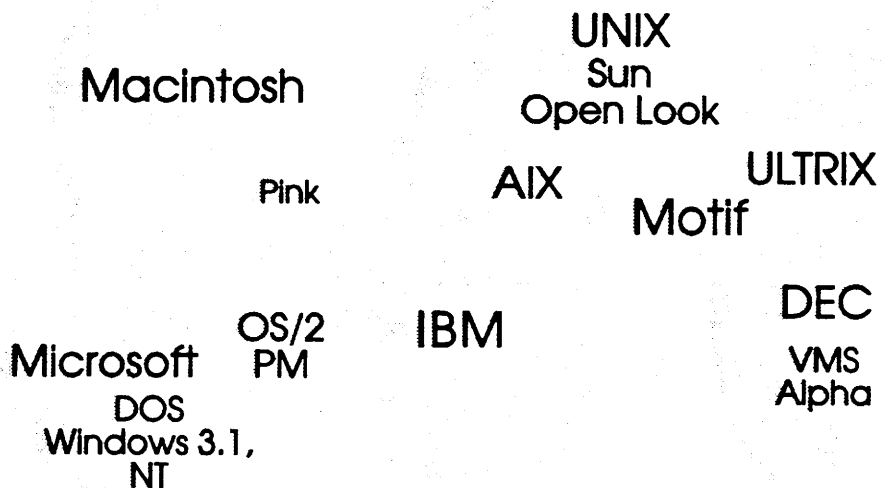 UNIX
Macintosh
Sun
Open Look
Pink
AIX
ULTRIX
Motif
OS/2
PM
IBM
DEC
Microsoft
VMS
Alpha
DOS
Windows 3.1,
NT